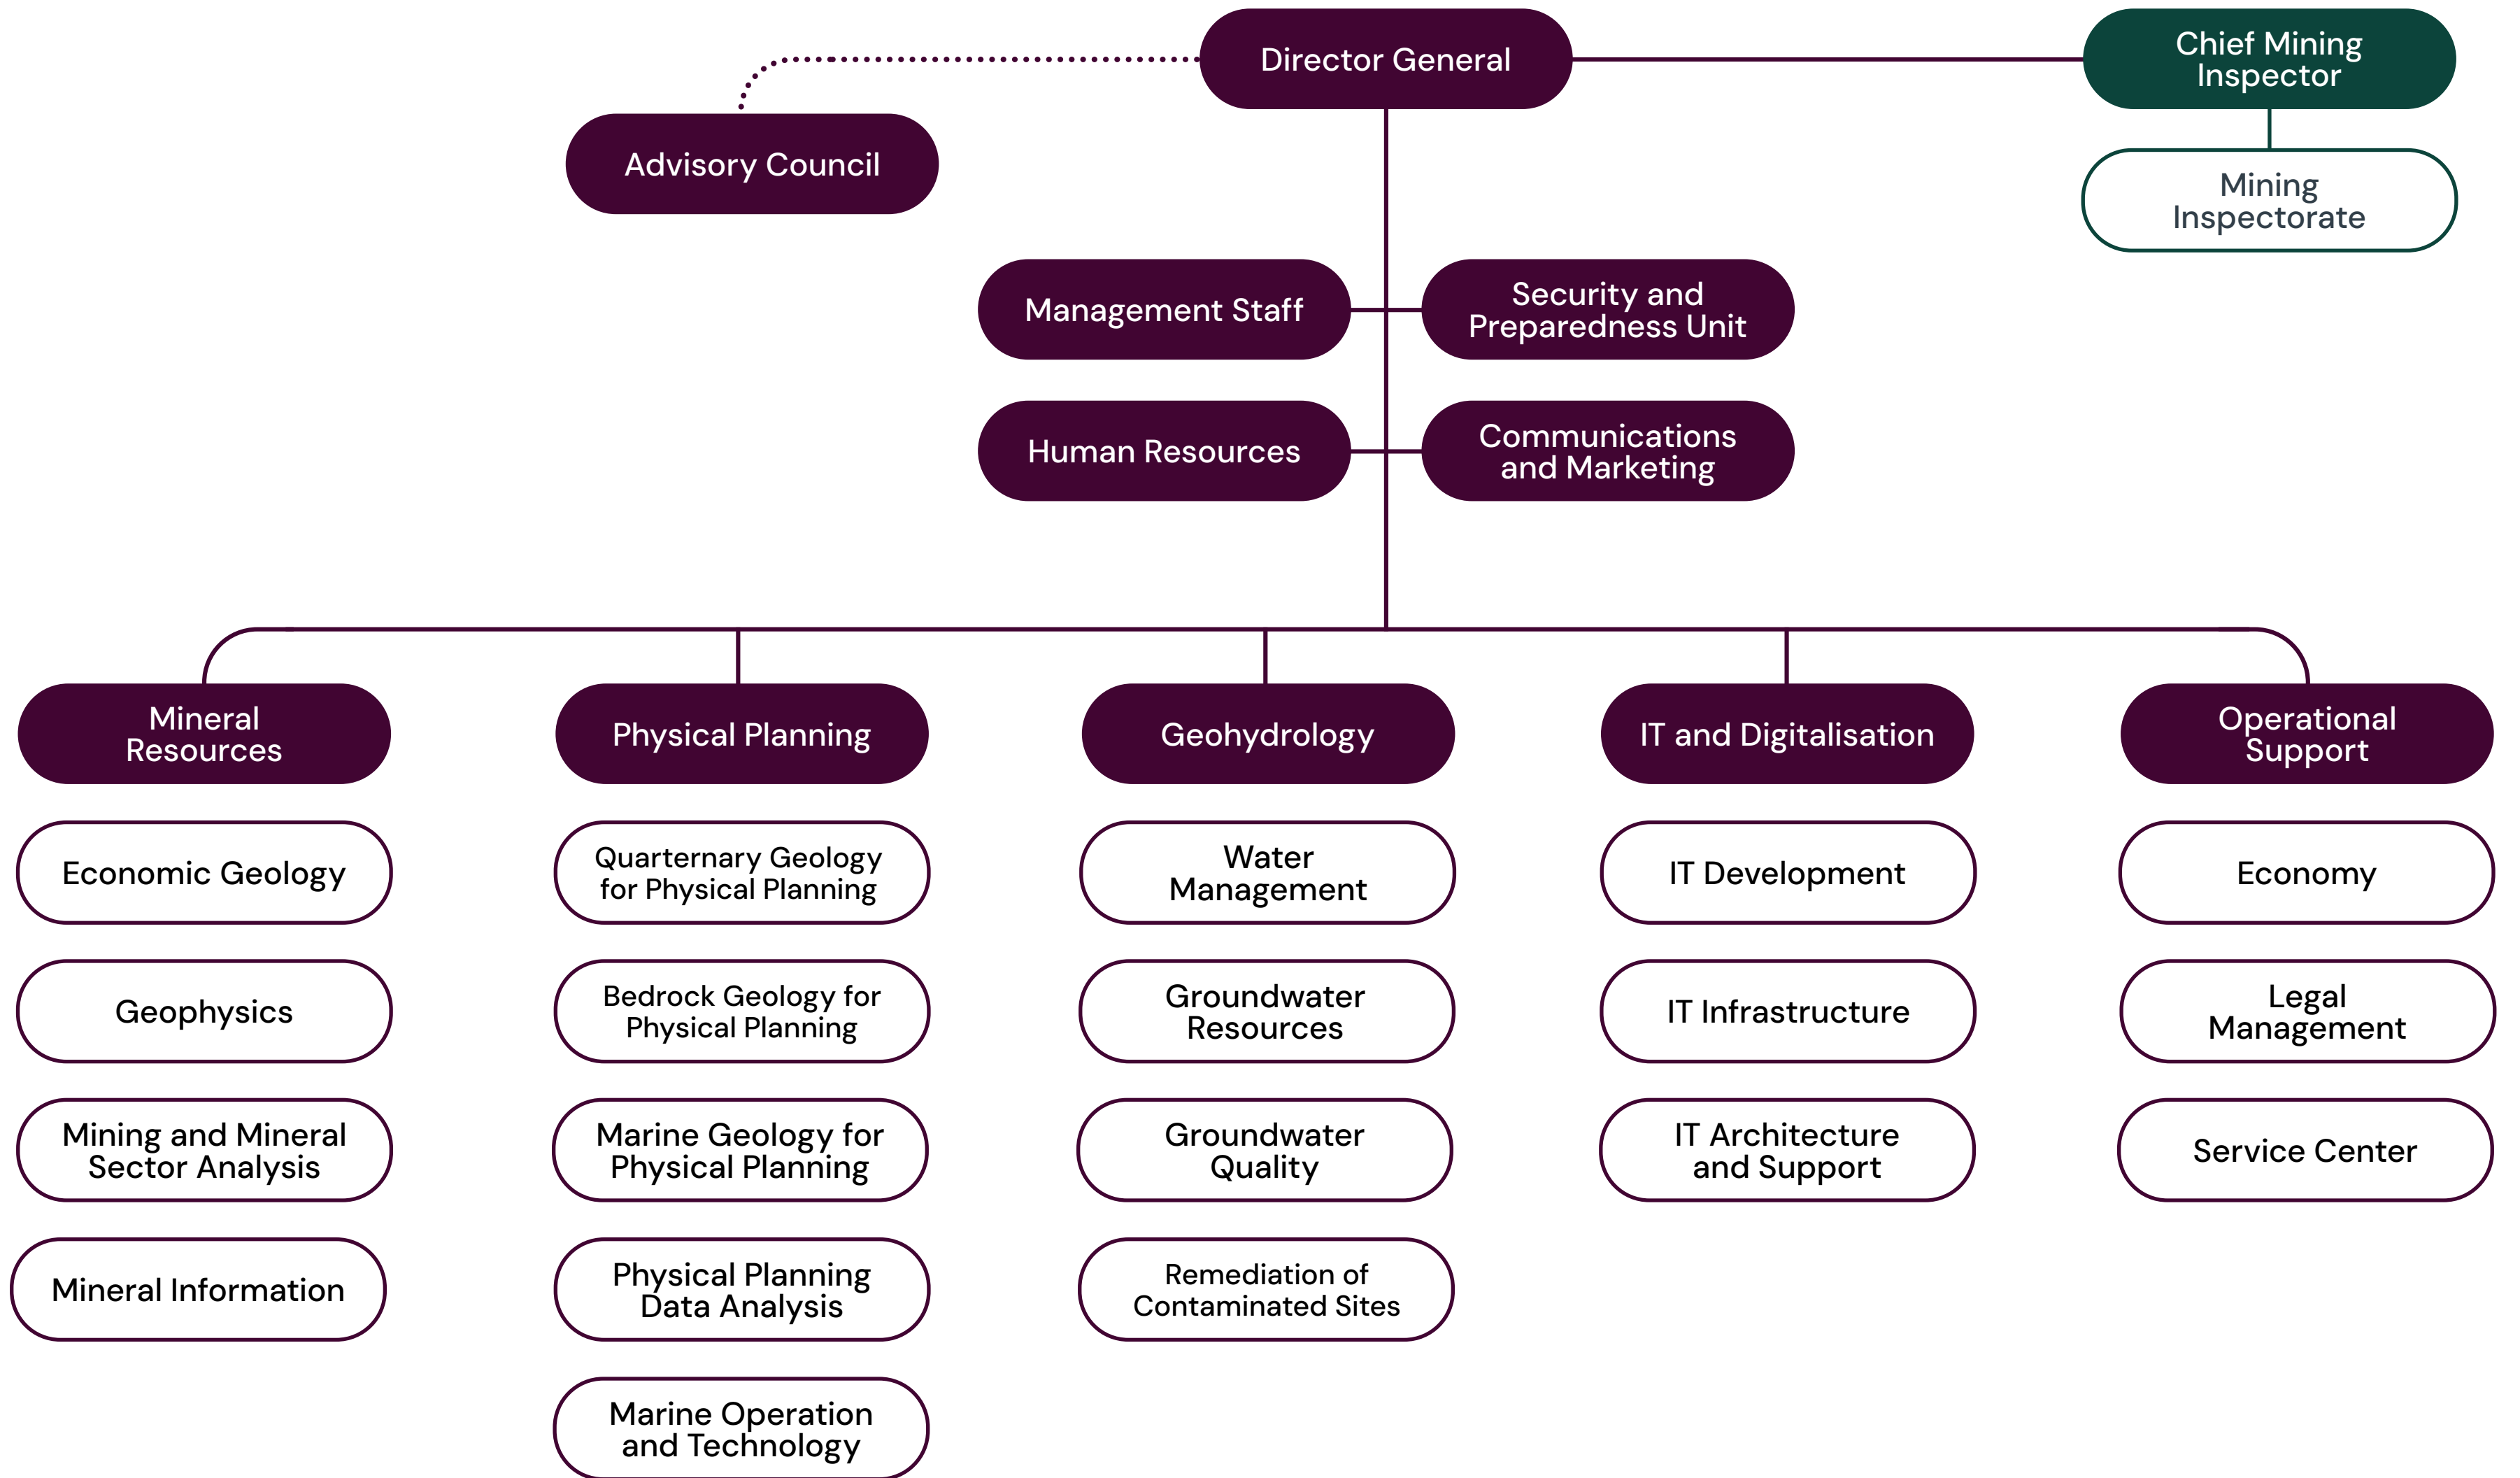 Director General
Chief Mining
Inspector
Advisory Council
Mining
Inspectorate
Management Staff
Security and
Preparedness Unit
Human Resources
Communications
and Marketing
Mineral
Resources
Economic Geology
Geophysics
Mining and Mineral
Sector Analysis
Mineral Information
Physical Planning
Quarternary Geology
for Physical Planning
Bedrock Geology for
Physical Planning
Marine Geology for
Physical Planning
Physical Planning
Data Analysis
Marine Operation
and Technology
Geohydrology
Water
Management
Groundwater
Resources
Groundwater
Quality
Remediation of
Contaminated Sites
IT and Digitalisation
IT Development
IT Infrastructure
IT Architecture
and Support
Operational
Support
Economy
Legal
Management
Service Center